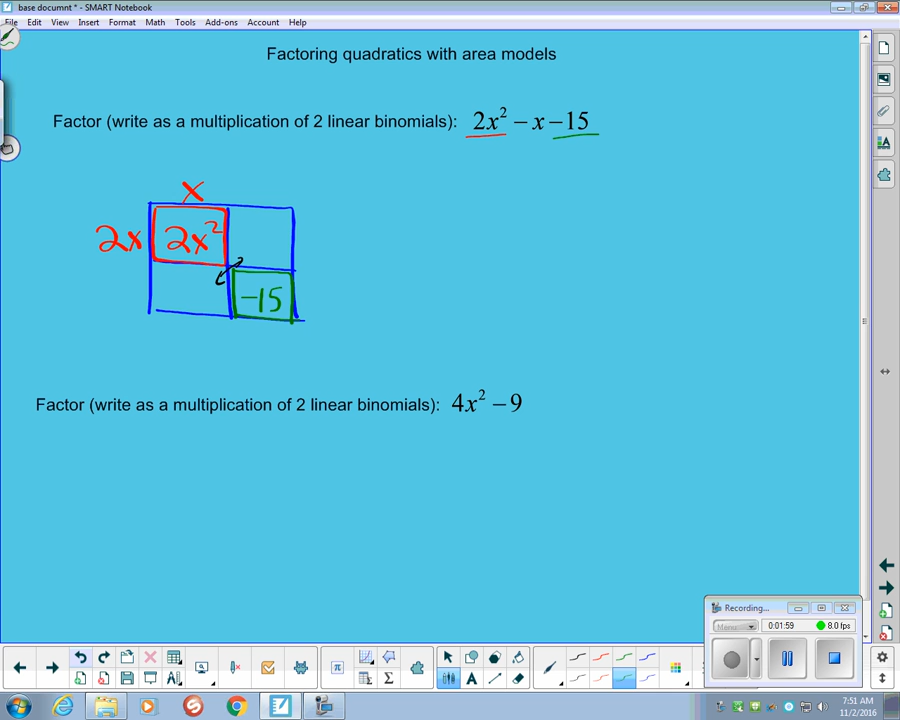 base documnt * - SMART Notebook
File Edit View Insert Format Math Tools Add-ons Account Help
Factoring quadratics with area models
Factor (write as a multiplication of 2 linear binomials): 2x² − x − 15
x
2x 2x²
-15
Factor (write as a multiplication of 2 linear binomials): 4x² − 9
Recording...
Menu 0:01:59 8.0 fps
7:51 AM
11/2/2016